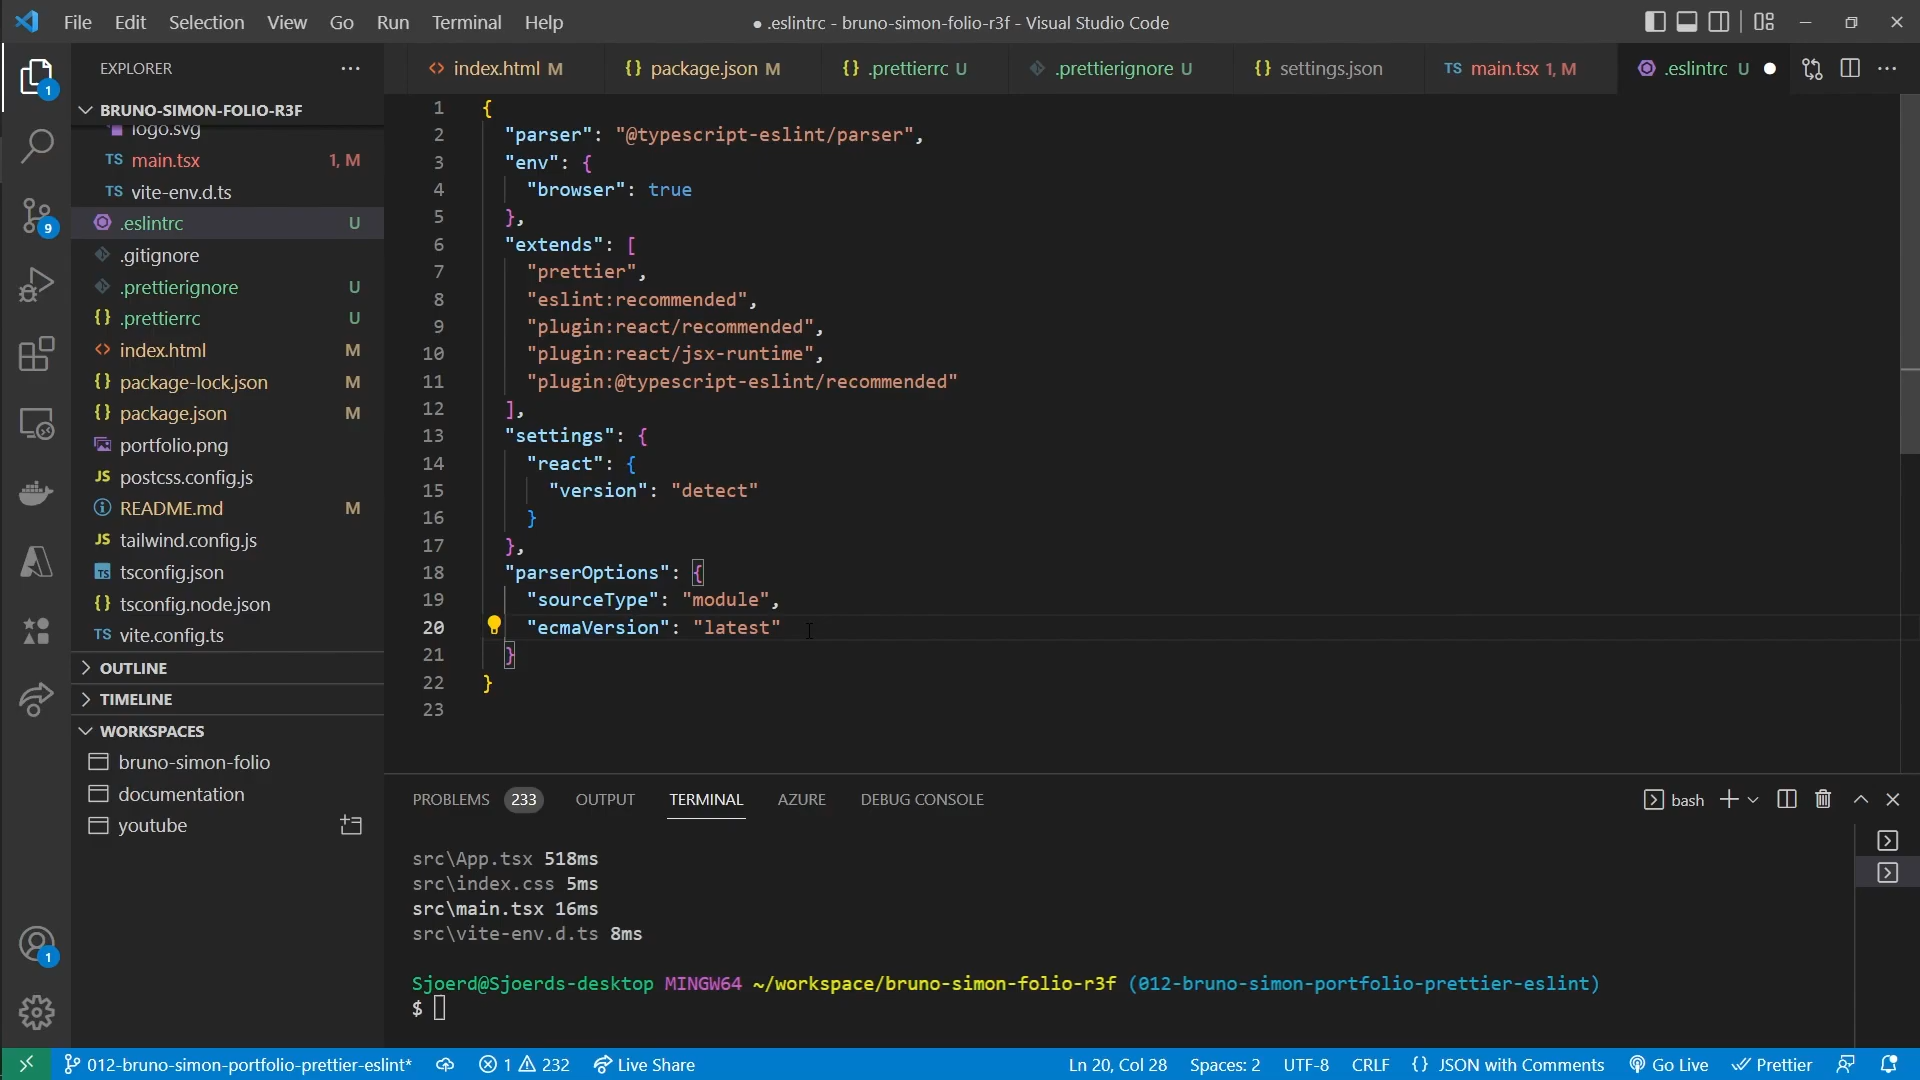 File Edit Selection View Go Run Terminal Help
● .eslintrc - bruno-simon-folio-r3f - Visual Studio Code
EXPLORER
index.html M
{} package.json M
{} .prettierrc U
.prettierignore U
{} settings.json
TS main.tsx 1, M
.eslintrc U
BRUNO-SIMON-FOLIO-R3F
logo.svg
TS main.tsx 1, M
TS vite-env.d.ts
.eslintrc U
.gitignore
.prettierignore U
{} .prettierrc U
index.html M
{} package-lock.json M
{} package.json M
portfolio.png
JS postcss.config.js
README.md M
JS tailwind.config.js
TS tsconfig.json
{} tsconfig.node.json
TS vite.config.ts
OUTLINE
TIMELINE
WORKSPACES
bruno-simon-folio
documentation
youtube
1
9
1
1 {
2 "parser": "@typescript-eslint/parser",
3 "env": {
4 "browser": true
5 },
6 "extends": [
7 "prettier",
8 "eslint:recommended",
9 "plugin:react/recommended",
10 "plugin:react/jsx-runtime",
11 "plugin:@typescript-eslint/recommended"
12 ],
13 "settings": {
14 "react": {
15 "version": "detect"
16 }
17 },
18 "parserOptions": {
19 "sourceType": "module",
20 "ecmaVersion": "latest"
21 }
22 }
23
PROBLEMS 233 OUTPUT TERMINAL AZURE DEBUG CONSOLE
bash
src\App.tsx 518ms
src\index.css 5ms
src\main.tsx 16ms
src\vite-env.d.ts 8ms
Sjoerd@Sjoerds-desktop MINGW64 ~/workspace/bruno-simon-folio-r3f (012-bruno-simon-portfolio-prettier-eslint)
$
012-bruno-simon-portfolio-prettier-eslint* 1 232 Live Share
Ln 20, Col 28 Spaces: 2 UTF-8 CRLF {} JSON with Comments Go Live Prettier